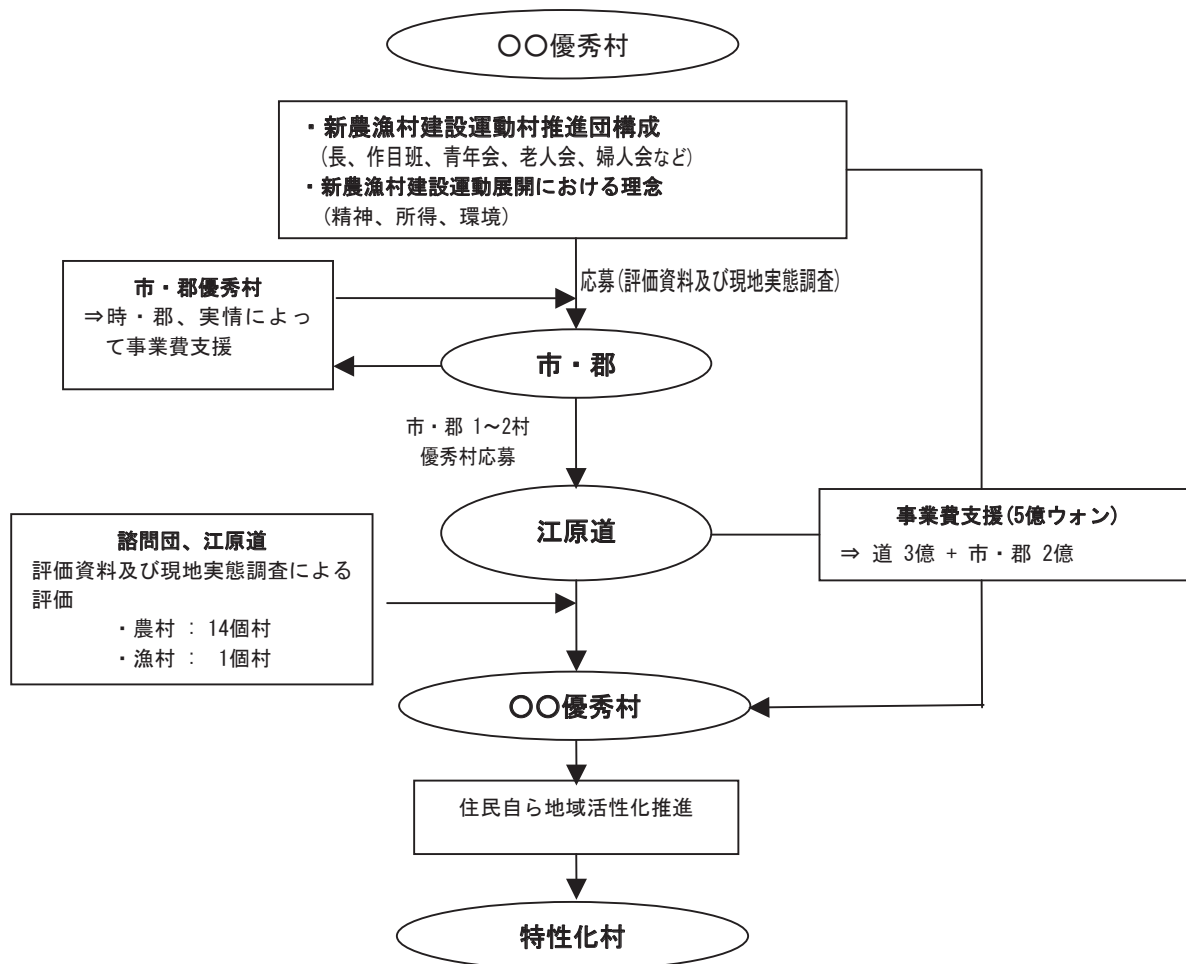 〇〇優秀村
・新農漁村建設運動村推進団構成
(長、作目班、青年会、老人会、婦人会など)
・新農漁村建設運動展開における理念
(精神、所得、環境)
応募(評価資料及び現地実態調査)
市・郡優秀村
⇒時・郡、実情によっ
て事業費支援
市・郡
市・郡 1～2村
優秀村応募
江原道
事業費支援(5億ウォン)
⇒ 道 3億 + 市・郡 2億
諮問団、江原道
評価資料及び現地実態調査による
評価
・農村 : 14個村
・漁村 : 1個村
〇〇優秀村
住民自ら地域活性化推進
特性化村